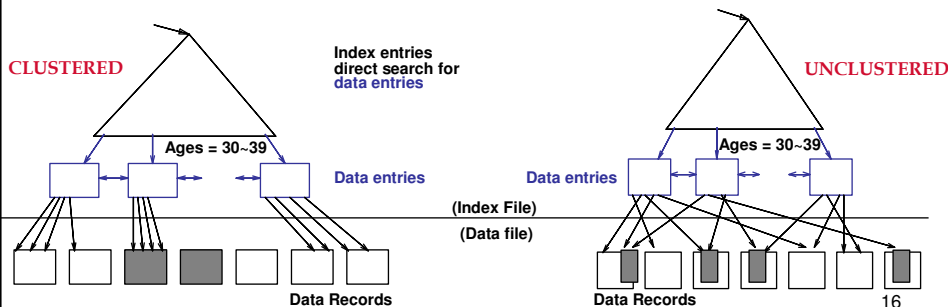 CLUSTERED
Index entries
direct search for
data entries
UNCLUSTERED
Ages = 30~39
Ages = 30~39
Data entries
Data entries
(Index File)
(Data file)
Data Records
Data Records
16